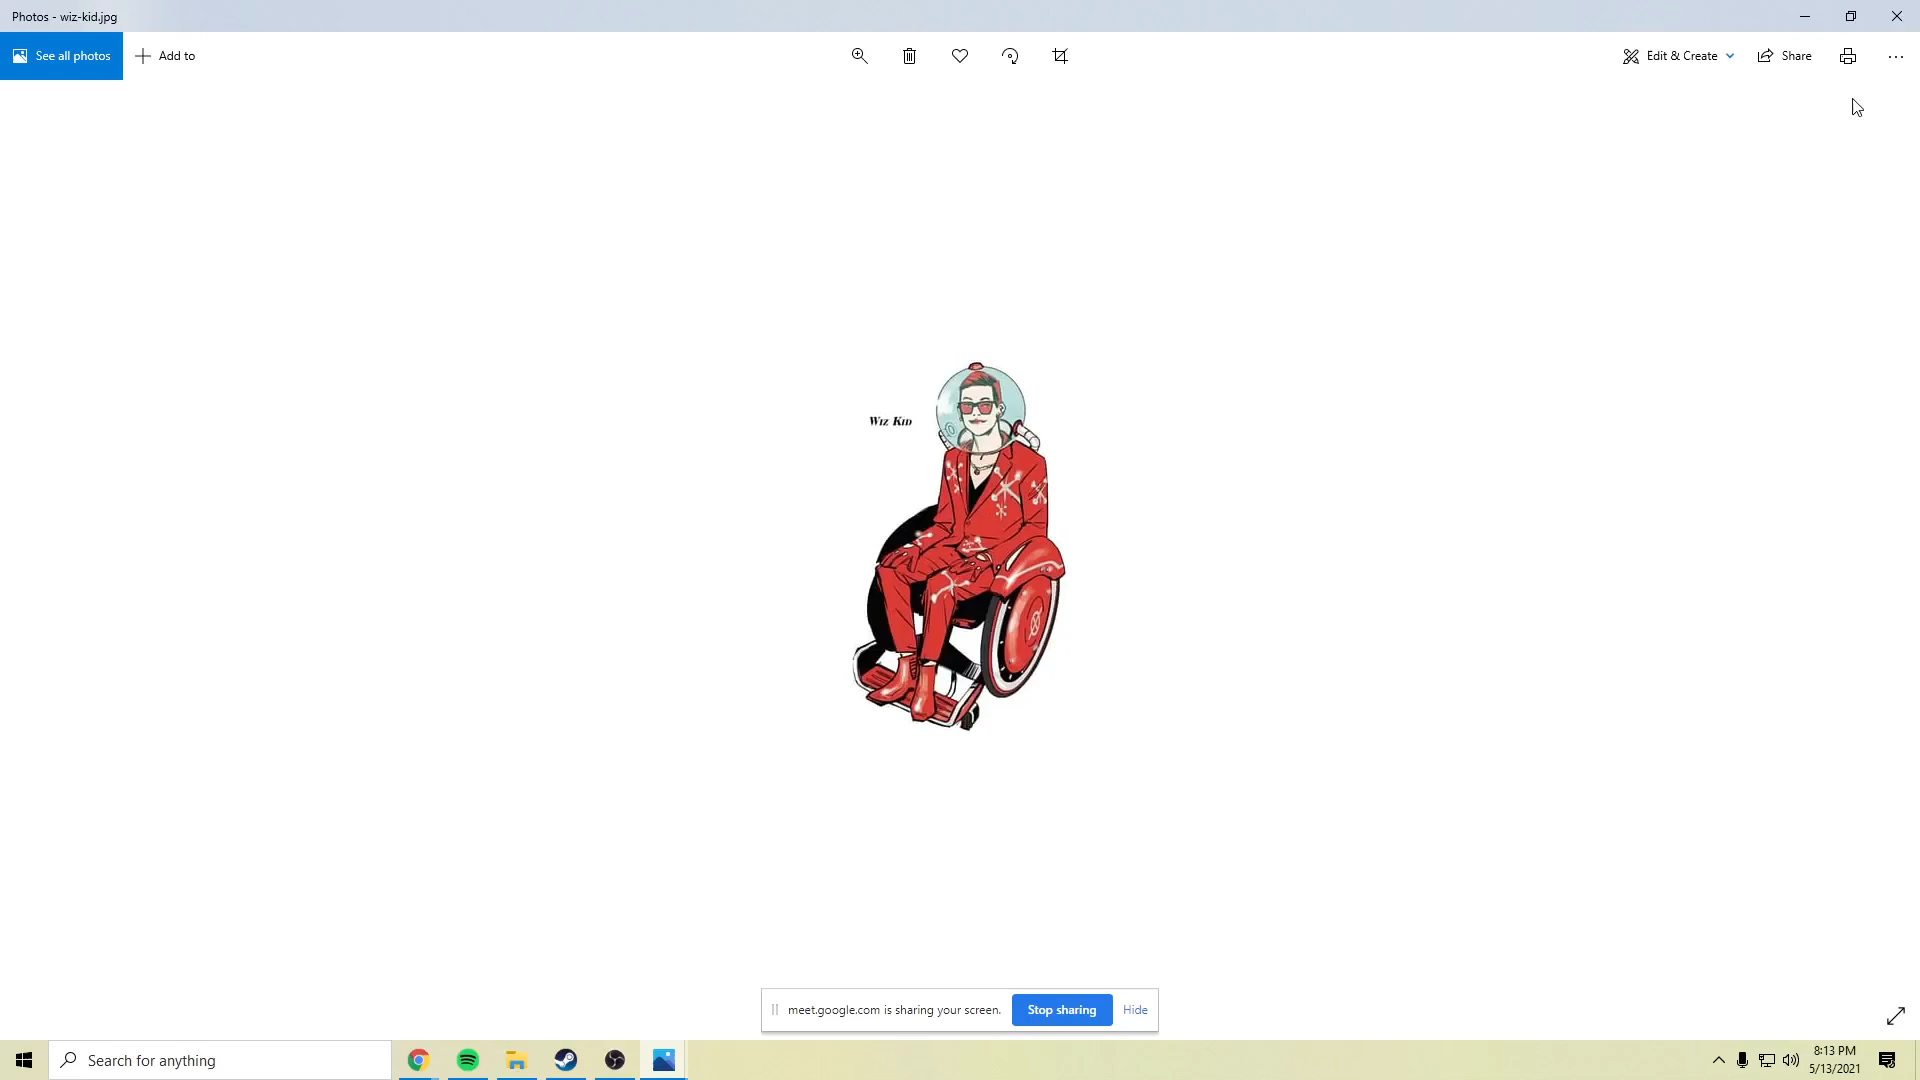 Photos - wiz-kid.jpg
See all photos
Add to
Edit & Create
Share
Wiz Kid
meet.google.com is sharing your screen.
Stop sharing
Hide
Search for anything
8:13 PM
5/13/2021